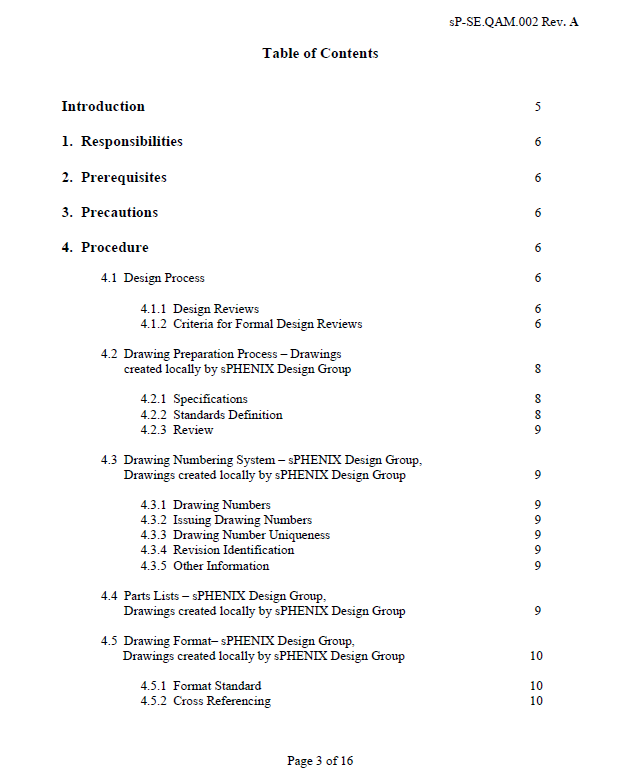 sP-SE.QAM.002 Rev. A
Table of Contents
Introduction 5
1. Responsibilities 6
2. Prerequisites 6
3. Precautions 6
4. Procedure 6
4.1 Design Process 6
4.1.1 Design Reviews 6
4.1.2 Criteria for Formal Design Reviews 6
4.2 Drawing Preparation Process – Drawings
created locally by sPHENIX Design Group 8
4.2.1 Specifications 8
4.2.2 Standards Definition 8
4.2.3 Review 9
4.3 Drawing Numbering System – sPHENIX Design Group,
Drawings created locally by sPHENIX Design Group 9
4.3.1 Drawing Numbers 9
4.3.2 Issuing Drawing Numbers 9
4.3.3 Drawing Number Uniqueness 9
4.3.4 Revision Identification 9
4.3.5 Other Information 9
4.4 Parts Lists – sPHENIX Design Group,
Drawings created locally by sPHENIX Design Group 9
4.5 Drawing Format– sPHENIX Design Group,
Drawings created locally by sPHENIX Design Group 10
4.5.1 Format Standard 10
4.5.2 Cross Referencing 10
Page 3 of 16